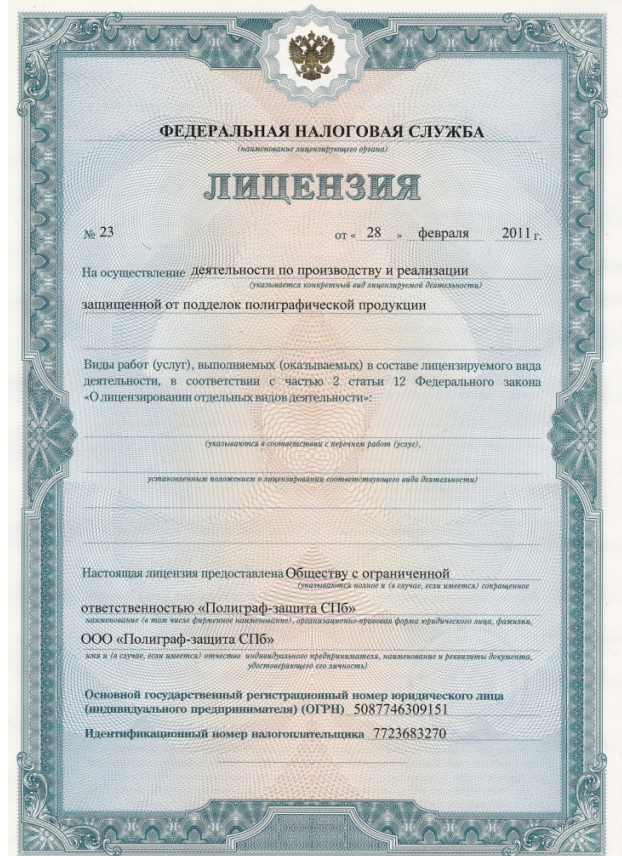 ФЕДЕРАЛЬНАЯ НАЛОГОВАЯ СЛУЖБА
(наименование лицензирующего органа)
ЛИЦЕНЗИЯ
№ 23 от « 28 » февраля 2011 г.
На осуществление деятельности по производству и реализации
(указывается конкретный вид лицензируемой деятельности)
защищенной от подделок полиграфической продукции
Виды работ (услуг), выполняемых (оказываемых) в составе лицензируемого вида
деятельности, в соответствии с частью 2 статьи 12 Федерального закона
«О лицензировании отдельных видов деятельности»:
(указываются в соответствии с перечнем работ (услуг),
установленным положением о лицензировании соответствующего вида деятельности)
Настоящая лицензия предоставлена Обществу с ограниченной
(указываются полное и (в случае, если имеется) сокращенное
ответственностью «Полиграф-защита СПб»
наименование (в том числе фирменное наименование), организационно-правовая форма юридического лица, фамилия,
ООО «Полиграф-защита СПб»
имя и (в случае, если имеется) отчество индивидуального предпринимателя, наименование и реквизиты документа,
удостоверяющего его личность)
Основной государственный регистрационный номер юридического лица
(индивидуального предпринимателя) (ОГРН) 5087746309151
Идентификационный номер налогоплательщика 7723683270